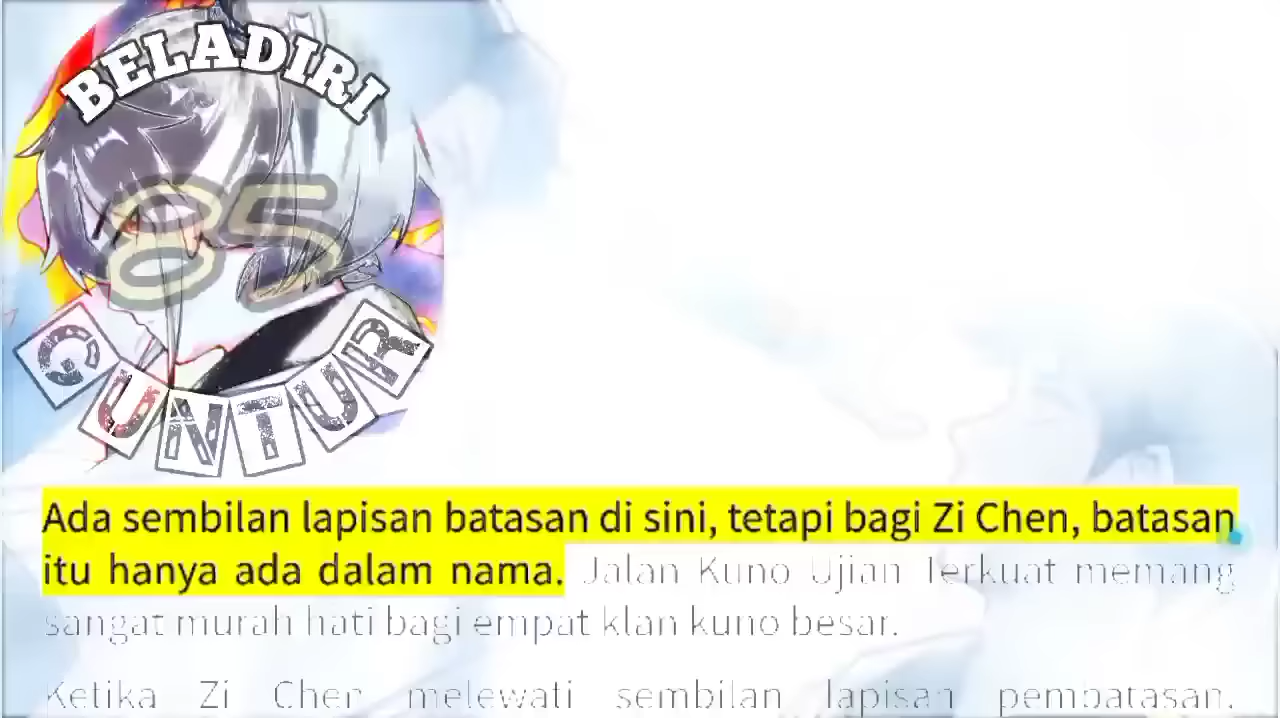 BELADIRI
85
GUNTUR
Ada sembilan lapisan batasan di sini, tetapi bagi Zi Chen, batasan
itu hanya ada dalam nama. Jalan Kuno Ujian Terkuat memang
sangat murah hati bagi empat klan kuno besar.
Ketika Zi Chen melewati sembilan lapisan pembatasan,